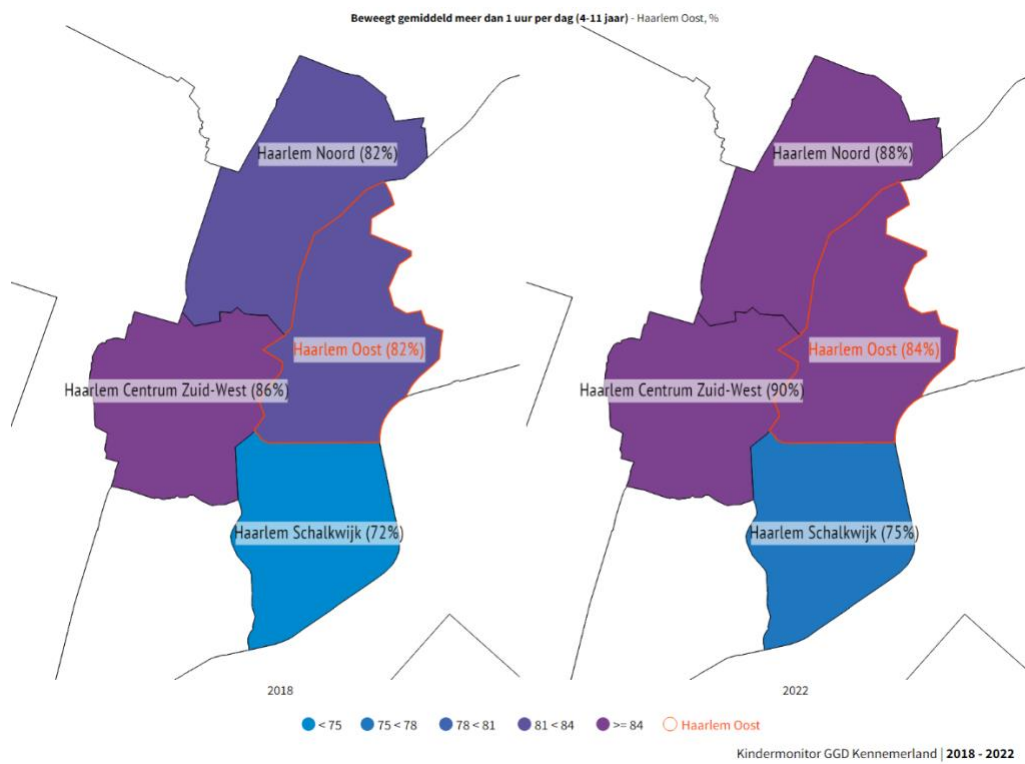 Beweegt gemiddeld meer dan 1 uur per dag (4-11 jaar) - Haarlem Oost, %
Haarlem Noord (82%)
Haarlem Oost (82%)
Haarlem Centrum Zuid-West (86%)
Haarlem Schalkwijk (72%)
2018
Haarlem Noord (88%)
Haarlem Oost (84%)
Haarlem Centrum Zuid-West (90%)
Haarlem Schalkwijk (75%)
2022
< 75 75 < 78 78 < 81 81 < 84 >= 84 Haarlem Oost
Kindermonitor GGD Kennemerland | 2018 - 2022